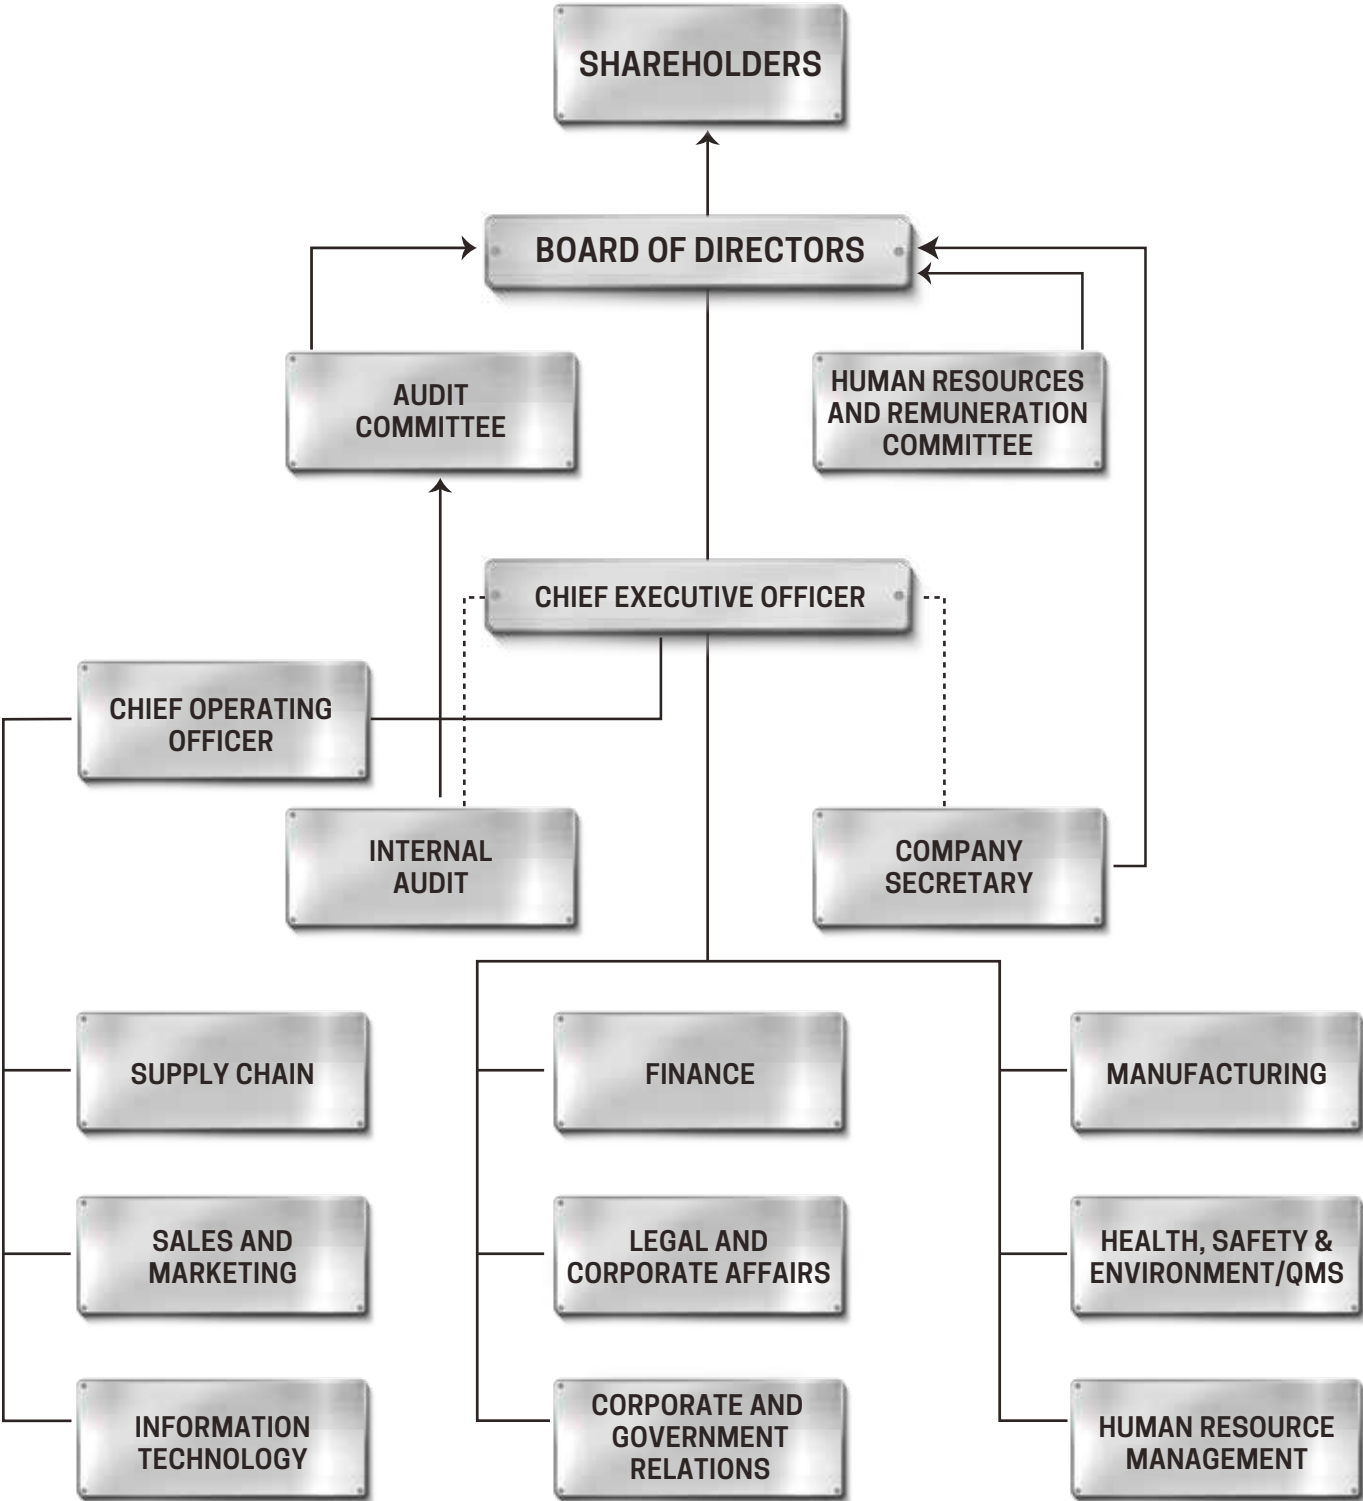 SHAREHOLDERS
BOARD OF DIRECTORS
AUDIT
COMMITTEE
HUMAN RESOURCES
AND REMUNERATION
COMMITTEE
CHIEF EXECUTIVE OFFICER
CHIEF OPERATING
OFFICER
INTERNAL
AUDIT
COMPANY
SECRETARY
SUPPLY CHAIN
FINANCE
MANUFACTURING
SALES AND
MARKETING
LEGAL AND
CORPORATE AFFAIRS
HEALTH, SAFETY &
ENVIRONMENT/QMS
INFORMATION
TECHNOLOGY
CORPORATE AND
GOVERNMENT
RELATIONS
HUMAN RESOURCE
MANAGEMENT